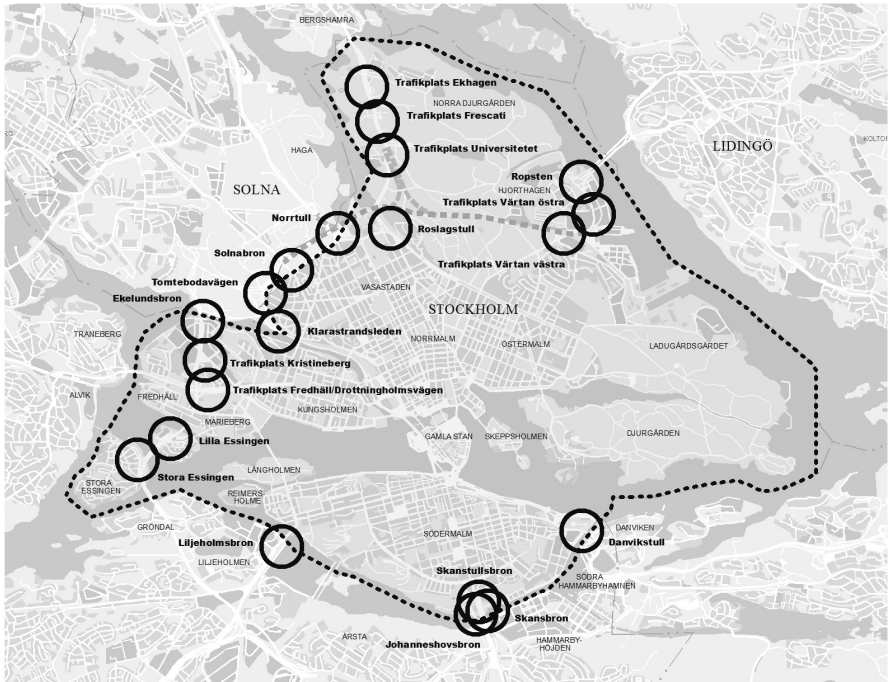 BERGSHAMRA
Trafikplats Ekhagen
NORRA DJURGÅRDEN
Trafikplats Frescati
HAGA
Trafikplats Universitetet
LIDINGÖ
SOLNA
Ropsten
HJORTHAGEN
Trafikplats Värtan östra
Norrtull
Roslagstull
Solnabron
Trafikplats Värtan västra
Tomtebodavägen
VASASTADEN
Ekelundsbron
STOCKHOLM
TRANEBERG
Klarastrandsleden
NORRMALM
ÖSTERMALM
LADUGÅRDSGÄRDET
Trafikplats Kristineberg
ALVIK
FREDHÄLL
Trafikplats Fredhäll/Drottningholmsvägen
KUNGSHOLMEN
MARIEBERG
Lilla Essingen
GAMLA STAN
SKEPPSHOLMEN
DJURGÅRDEN
LÅNGHOLMEN
Stora Essingen
STORA
ESSINGEN
REIMERS-
HOLME
GRÖNDAL
SÖDERMALM
DANVIKEN
Liljeholmsbron
Danvikstull
LILJEHOLMEN
Skanstullsbron
SÖDRA
HAMMARBYHAMNEN
Skansbron
ÅRSTA
Johanneshovsbron
HAMMARBY-
HÖJDEN